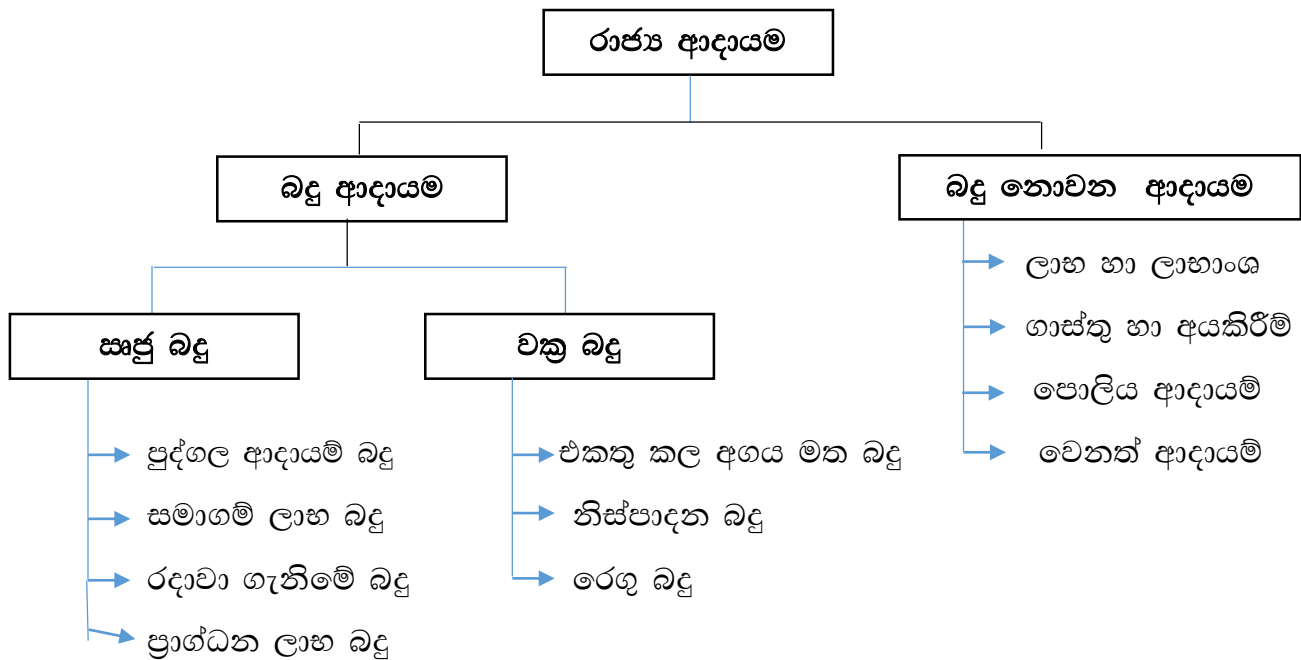 රාජ්‍ය ආදායම
බදු ආදායම
බදු නොවන ආදායම
ලාභ හා ලාභාංශ
ගාස්තු හා අයකිරීම්
පොලිය ආදායම්
වෙනත් ආදායම්
ඍජු බදු
වක්‍ර බදු
පුද්ගල ආදායම් බදු
සමාගම් ලාභ බදු
රදාවා ගැනිමේ බදු
ප්‍රාග්ධන ලාභ බදු
එකතු කල අගය මත බදු
නිස්පාදන බදු
රෙගු බදු